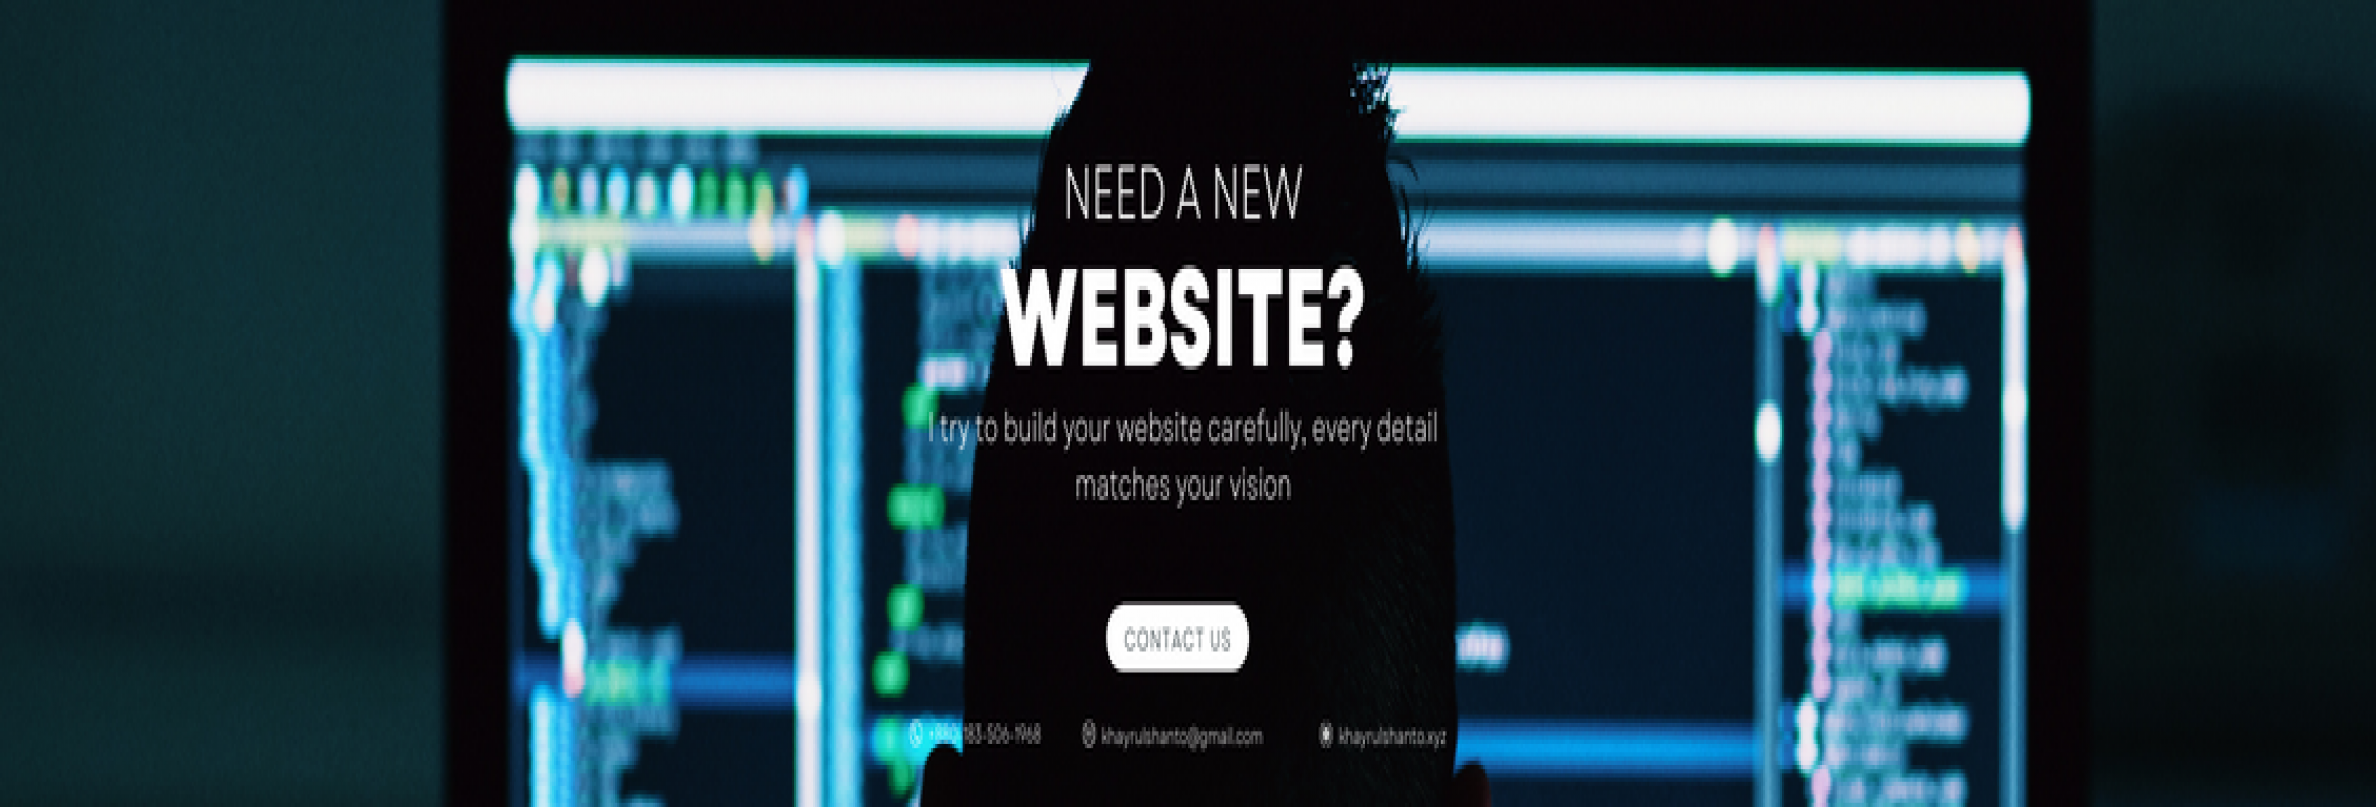 NEED A NEW
WEBSITE?
I try to build your website carefully, every detail
matches your vision
CONTACT US
+880-183-506-1968
khayrulshanto@gmail.com
khayrulshanto.xyz